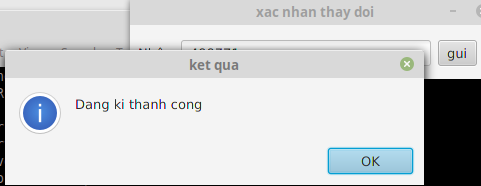 xac nhan thay doi
gui
ket qua
Dang ki thanh cong
OK